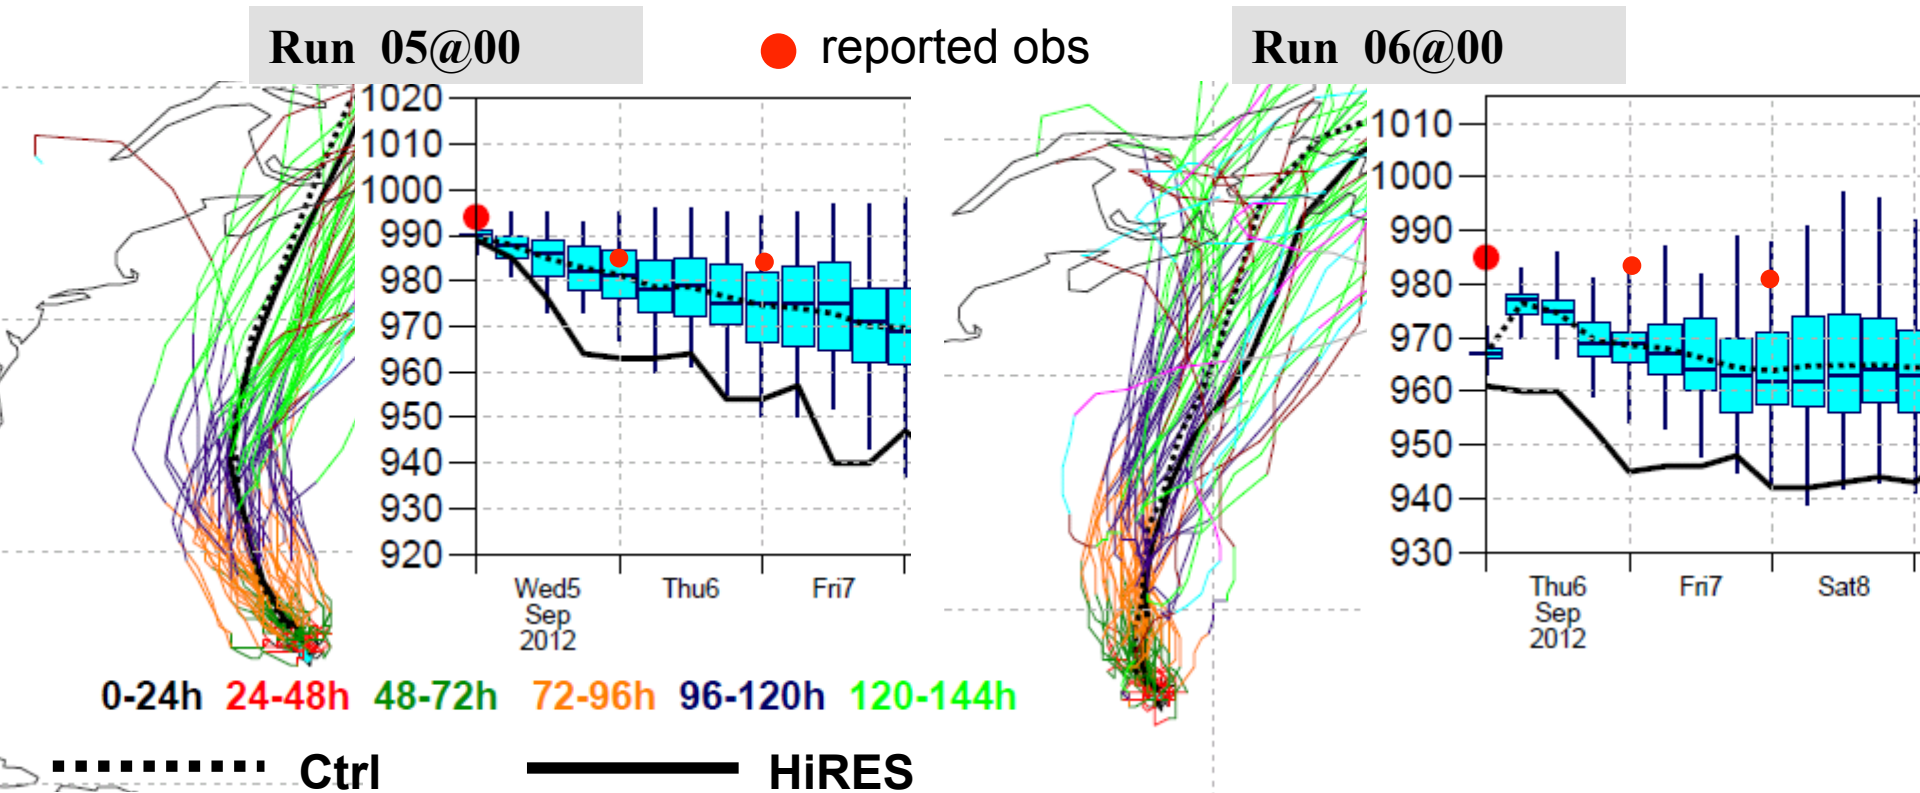 Run 05@00
reported obs
Run 06@00
1020
1010
1000
990
980
970
960
950
940
930
920
Wed5
Sep
2012
Thu6
Fri7
1010
1000
990
980
970
960
950
940
930
Thu6
Sep
2012
Fri7
Sat8
0-24h 24-48h 48-72h 72-96h 96-120h 120-144h
Ctrl
HiRES